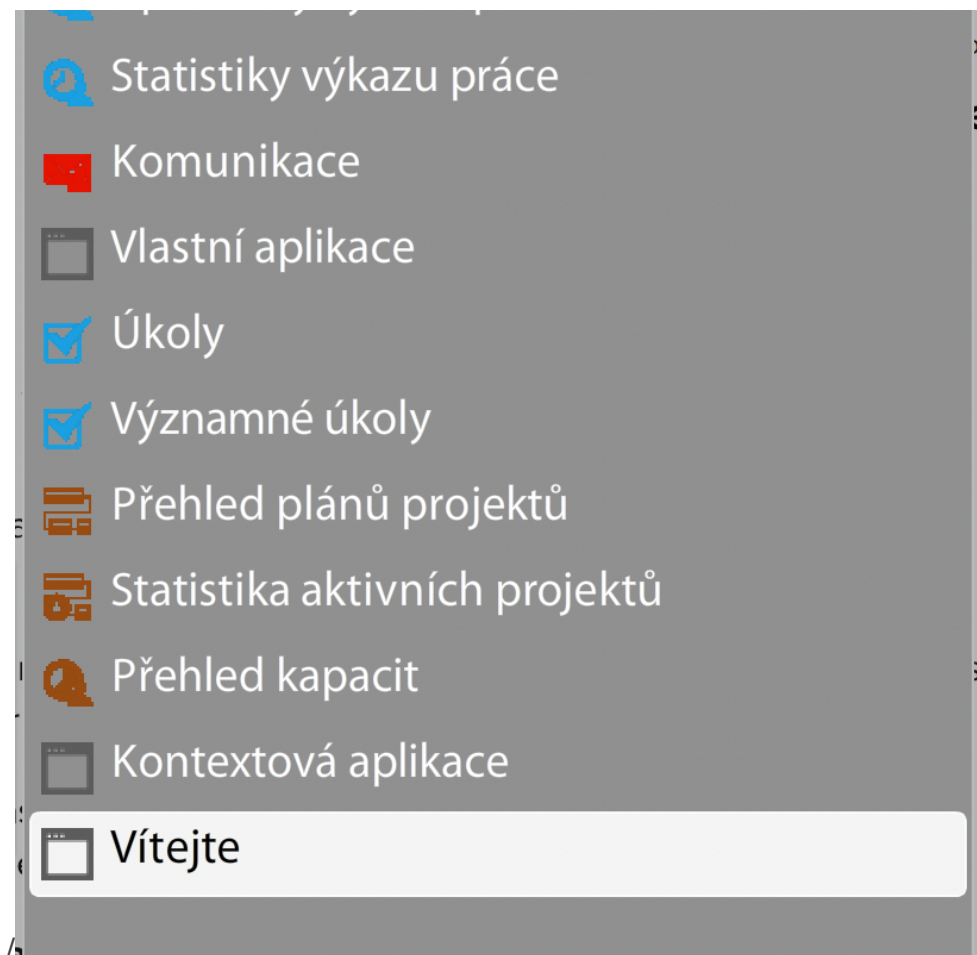 Statistiky výkazu práce
Komunikace
Vlastní aplikace
Úkoly
Významné úkoly
Přehled plánů projektů
Statistika aktivních projektů
Přehled kapacit
Kontextová aplikace
Vítejte